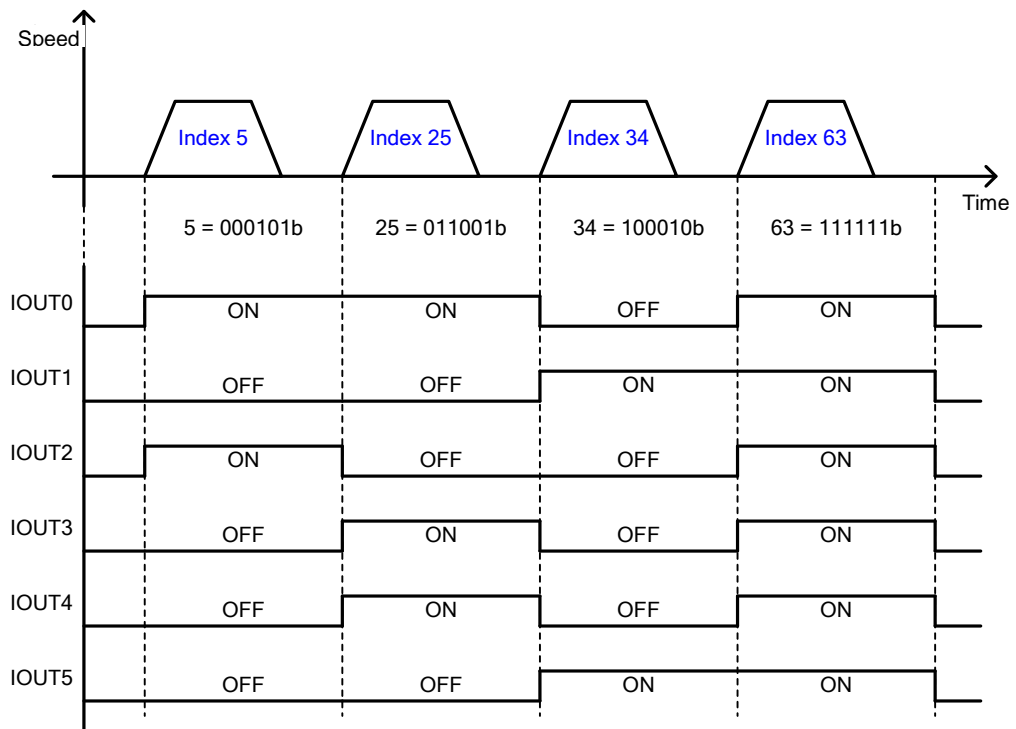 Speed
Index 5 Index 25 Index 34 Index 63
Time
5 = 000101b 25 = 011001b 34 = 100010b 63 = 111111b
IOUT0 ON ON OFF ON
IOUT1 OFF OFF ON ON
IOUT2 ON OFF OFF ON
IOUT3 OFF ON OFF ON
IOUT4 OFF ON OFF ON
IOUT5 OFF OFF ON ON